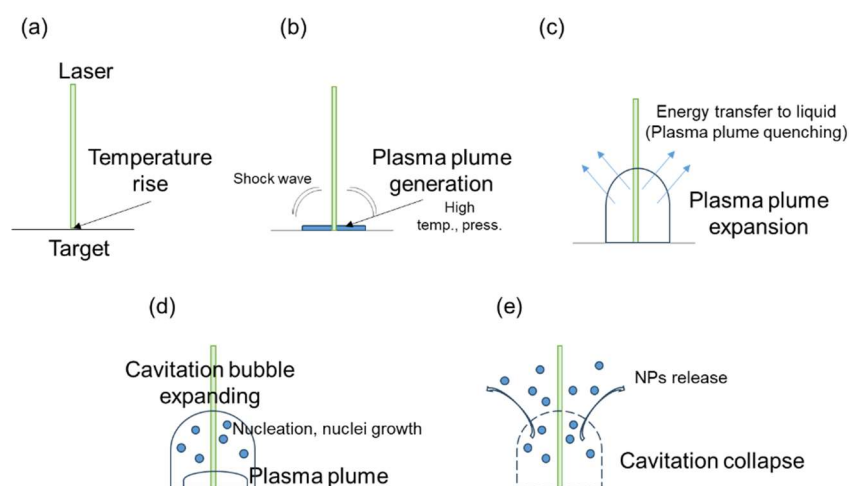 (a)
Laser
Temperature
rise
Target
(b)
Shock wave
Plasma plume
generation
High
temp., press.
(c)
Energy transfer to liquid
(Plasma plume quenching)
Plasma plume
expansion
(d)
Cavitation bubble
expanding
Nucleation, nuclei growth
Plasma plume
(e)
NPs release
Cavitation collapse